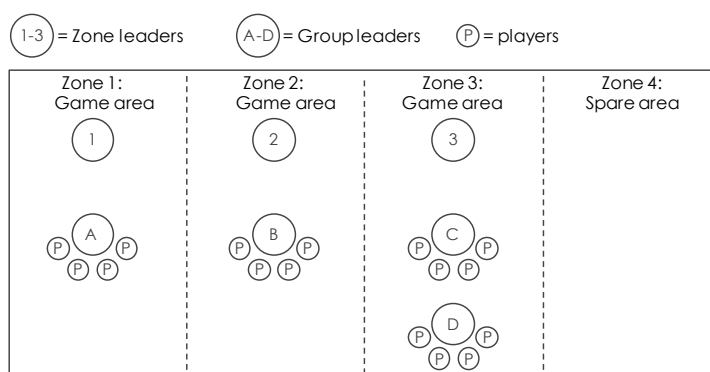 1-3 = Zone leaders A-D = Group leaders P = players
Zone 1: Zone 2: Zone 3: Zone 4:
Game area Game area Game area Spare area
1 2 3
A B C
P P P P P P
P P P P P P
D
P P
P P